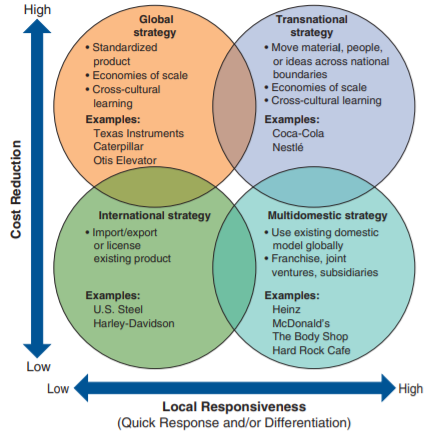 High
Cost Reduction
Low
Global
strategy
• Standardized
product
• Economies of scale
• Cross-cultural
learning
Examples:
Texas Instruments
Caterpillar
Otis Elevator
Transnational
strategy
• Move material, people,
or ideas across national
boundaries
• Economies of scale
• Cross-cultural learning
Examples:
Coca-Cola
Nestlé
International strategy
• Import/export
or license
existing product
Examples:
U.S. Steel
Harley-Davidson
Multidomestic strategy
• Use existing domestic
model globally
• Franchise, joint
ventures, subsidiaries
Examples:
Heinz
McDonald's
The Body Shop
Hard Rock Cafe
Low
High
Local Responsiveness
(Quick Response and/or Differentiation)